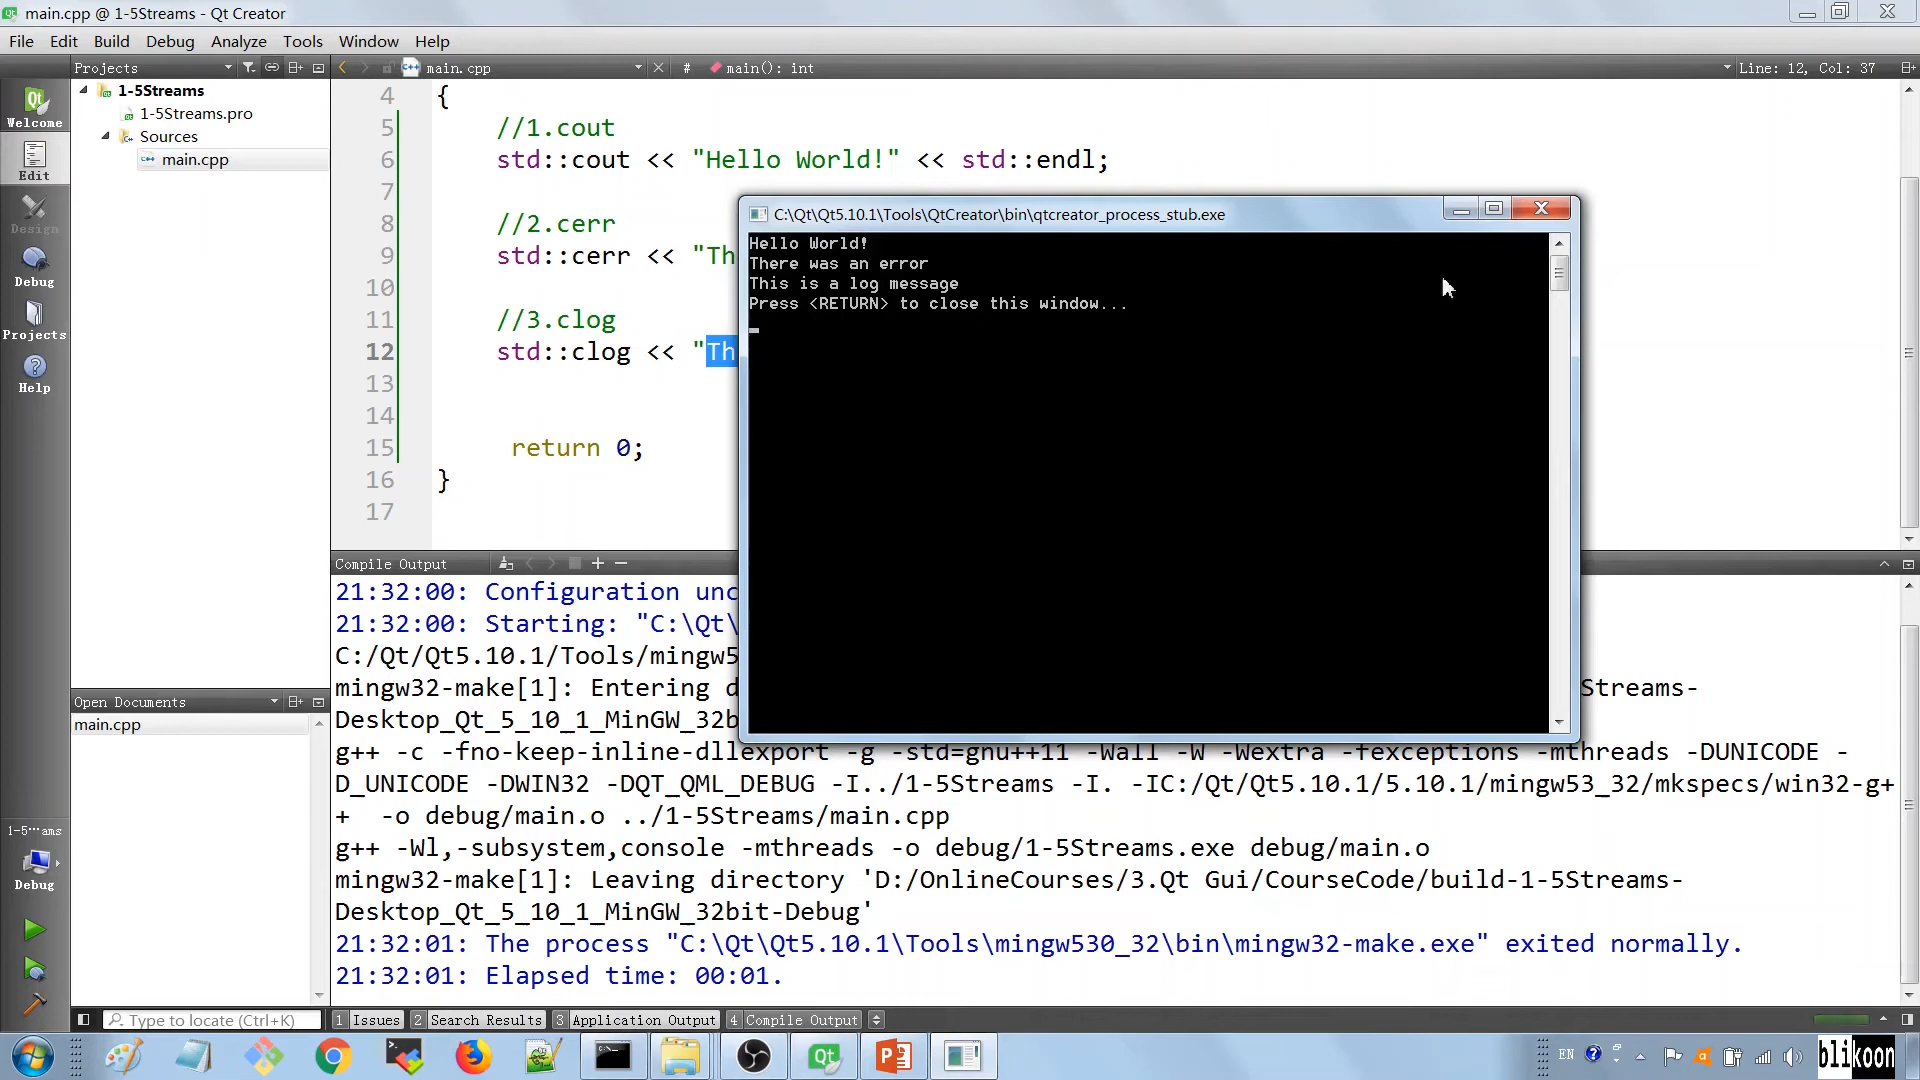 main.cpp @ 1-5Streams - Qt Creator
File Edit Build Debug Analyze Tools Window Help
Projects
main.cpp
#
main(): int
Line: 12, Col: 37
Welcome
Edit
Design
Debug
Projects
Help
1-5Streams
1-5Streams.pro
Sources
main.cpp
4 {
5 //1.cout
6 std::cout << "Hello World!" << std::endl;
7
8 //2.cerr
9 std::cerr << "Th
10
11 //3.clog
12 std::clog << "Th
13
14
15 return 0;
16 }
17
C:\Qt\Qt5.10.1\Tools\QtCreator\bin\qtcreator_process_stub.exe
Hello World!
There was an error
This is a log message
Press <RETURN> to close this window...
Open Documents
main.cpp
Compile Output
21:32:00: Configuration unc
21:32:00: Starting: "C:\Qt\
C:/Qt/Qt5.10.1/Tools/mingw5
mingw32-make[1]: Entering d
Streams-
Desktop_Qt_5_10_1_MinGW_32b
g++ -c -fno-keep-inline-dllexport -g -std=gnu++11 -Wall -W -Wextra -fexceptions -mthreads -DUNICODE -
D_UNICODE -DWIN32 -DQT_QML_DEBUG -I../1-5Streams -I. -IC:/Qt/Qt5.10.1/5.10.1/mingw53_32/mkspecs/win32-g+
+ -o debug/main.o ../1-5Streams/main.cpp
g++ -Wl,-subsystem,console -mthreads -o debug/1-5Streams.exe debug/main.o
mingw32-make[1]: Leaving directory 'D:/OnlineCourses/3.Qt Gui/CourseCode/build-1-5Streams-
Desktop_Qt_5_10_1_MinGW_32bit-Debug'
21:32:01: The process "C:\Qt\Qt5.10.1\Tools\mingw530_32\bin\mingw32-make.exe" exited normally.
21:32:01: Elapsed time: 00:01.
1-5···ams
Debug
Type to locate (Ctrl+K)
1 Issues
2 Search Results
3 Application Output
4 Compile Output
EN
blikoon